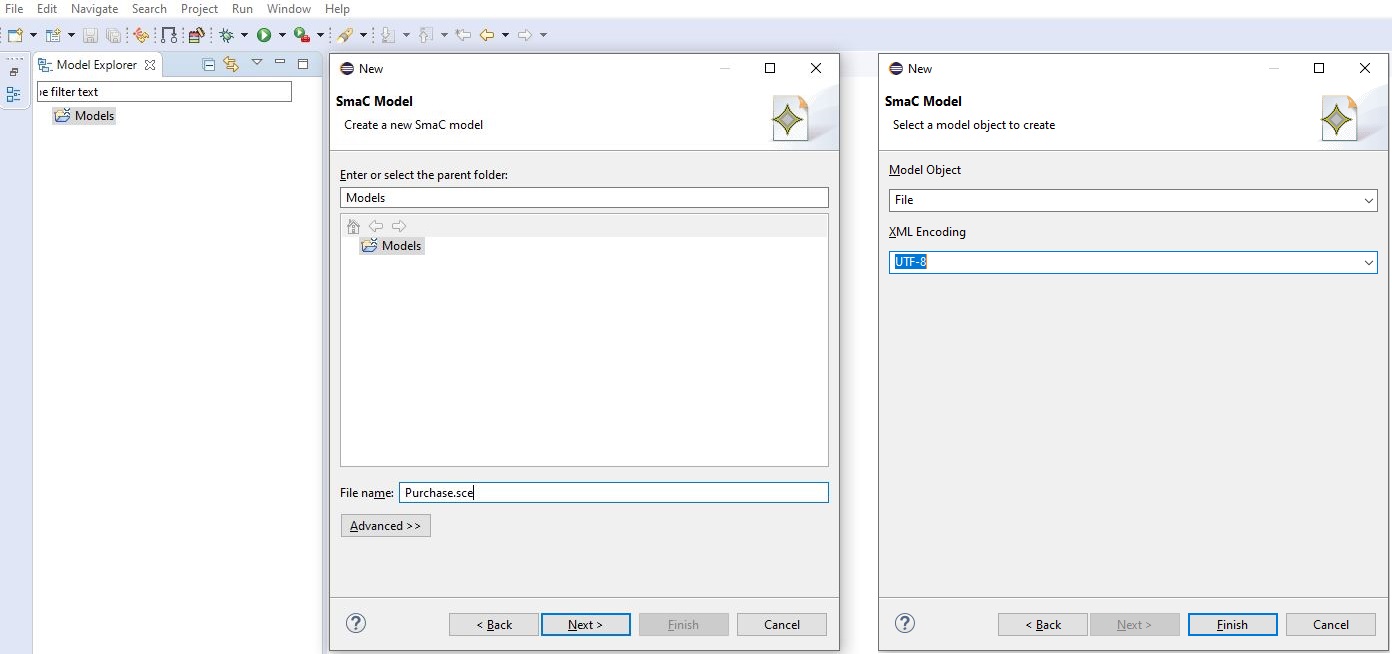 File Edit Navigate Search Project Run Window Help
Model Explorer
e filter text
Models
New
SmaC Model
Create a new SmaC model
Enter or select the parent folder:
Models
Models
File name: Purchase.sce
Advanced >>
? < Back Next > Finish Cancel
New
SmaC Model
Select a model object to create
Model Object
File
XML Encoding
UTF-8
? < Back Next > Finish Cancel